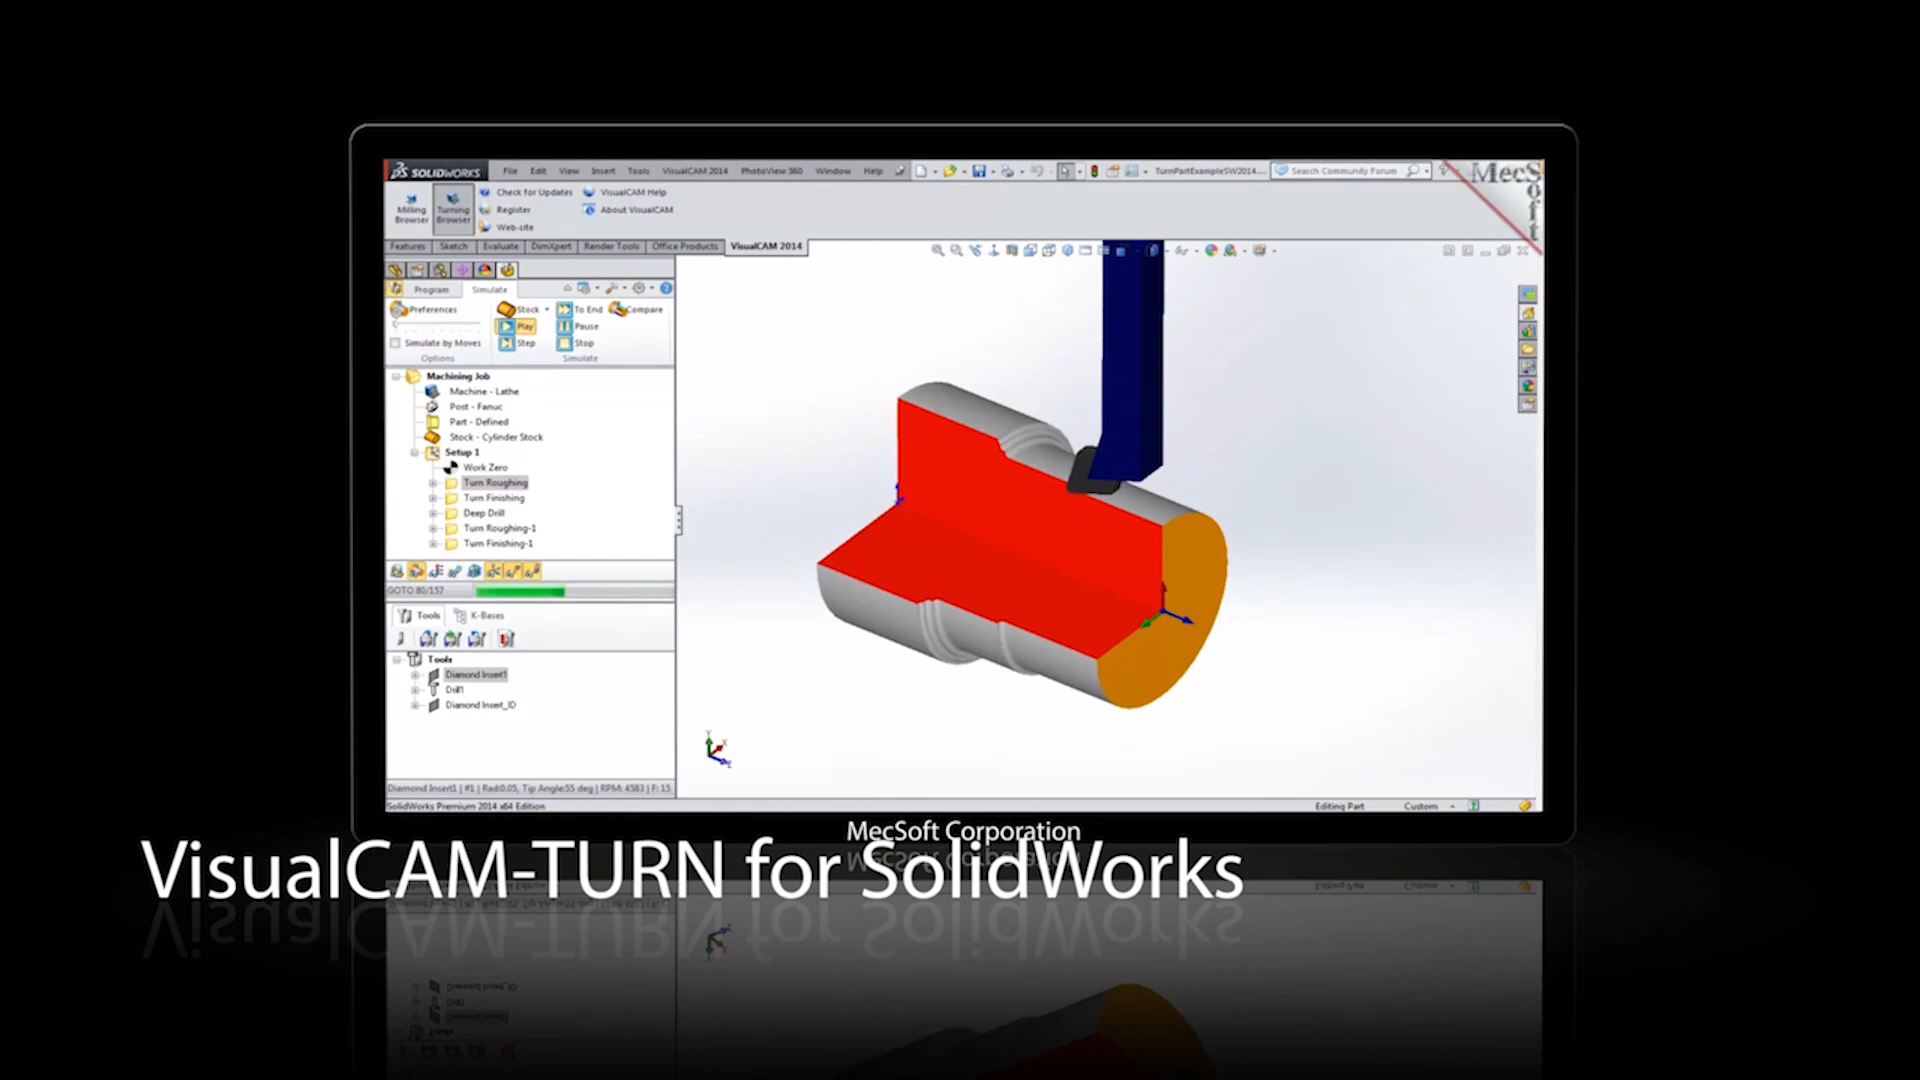 SOLIDWORKS File Edit View Insert Tools VisualCAM 2014 PhotoView 360 Window Help TurnPartExampleSW2014.... Search Community Forum
MecSoft
Milling Browser
Turning Browser
Check for Updates VisualCAM Help
Register About VisualCAM
Web-site
Features Sketch Evaluate DimXpert Render Tools Office Products VisualCAM 2014
Program Simulate
Preferences Stock To End Compare
Play Pause
Simulate by Moves Step Stop
Options Simulate
Machining Job
Machine - Lathe
Post - Fanuc
Part - Defined
Stock - Cylinder Stock
Setup 1
Work Zero
Turn Roughing
Turn Finishing
Deep Drill
Turn Roughing-1
Turn Finishing-1
GOTO 80/157
Tools K-Bases
Tools
Diamond Insert1
Drill1
Diamond Insert_ID
Diamond Insert1 | #1 | Rad:0.05, Tip Angle:55 deg | RPM: 4583 | F: 15
SolidWorks Premium 2014 x64 Edition Editing Part Custom
MecSoft Corporation
VisualCAM-TURN for SolidWorks